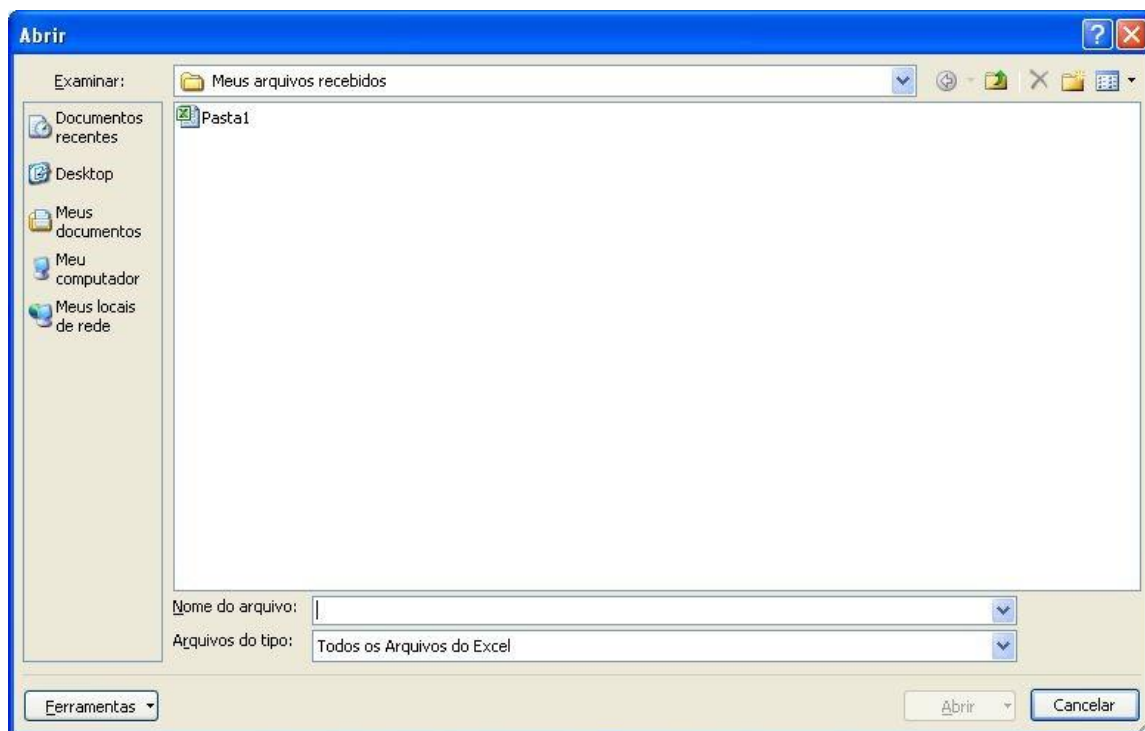 Abrir
Examinar:
Meus arquivos recebidos
Documentos
recentes
Desktop
Meus
documentos
Meu
computador
Meus locais
de rede
Pasta1
Nome do arquivo:
Arquivos do tipo:
Todos os Arquivos do Excel
Ferramentas
Abrir
Cancelar